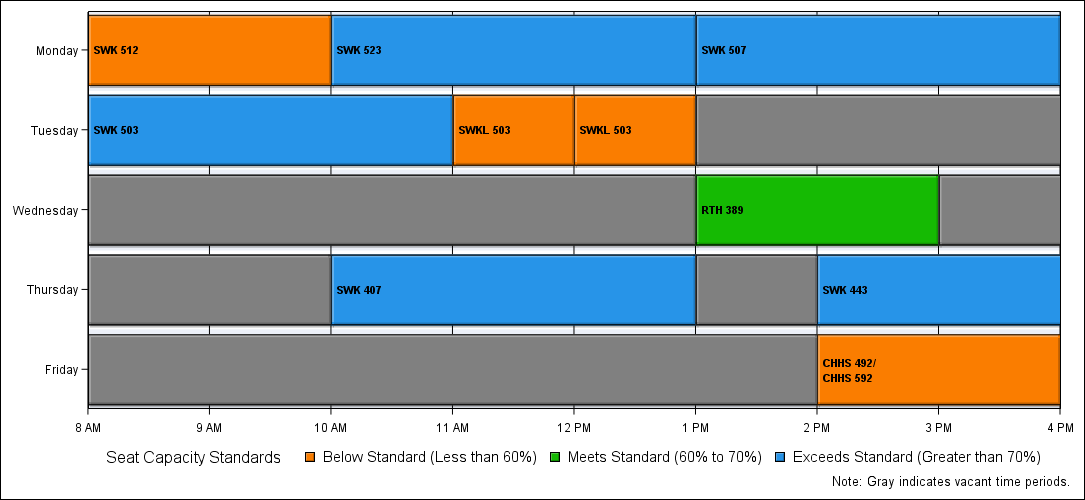 Monday
SWK 512
SWK 523
SWK 507
Tuesday
SWK 503
SWKL 503
SWKL 503
Wednesday
RTH 389
Thursday
SWK 407
SWK 443
Friday
CHHS 492/
CHHS 592
8 AM 9 AM 10 AM 11 AM 12 PM 1 PM 2 PM 3 PM 4 PM
Seat Capacity Standards Below Standard (Less than 60%) Meets Standard (60% to 70%) Exceeds Standard (Greater than 70%)
Note: Gray indicates vacant time periods.